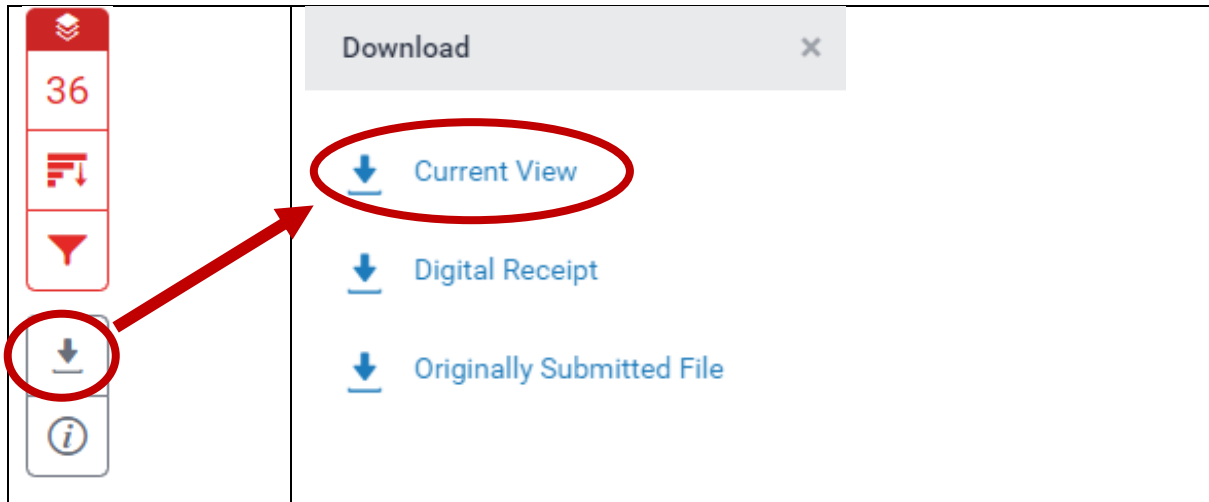 36
Download
Current View
Digital Receipt
Originally Submitted File